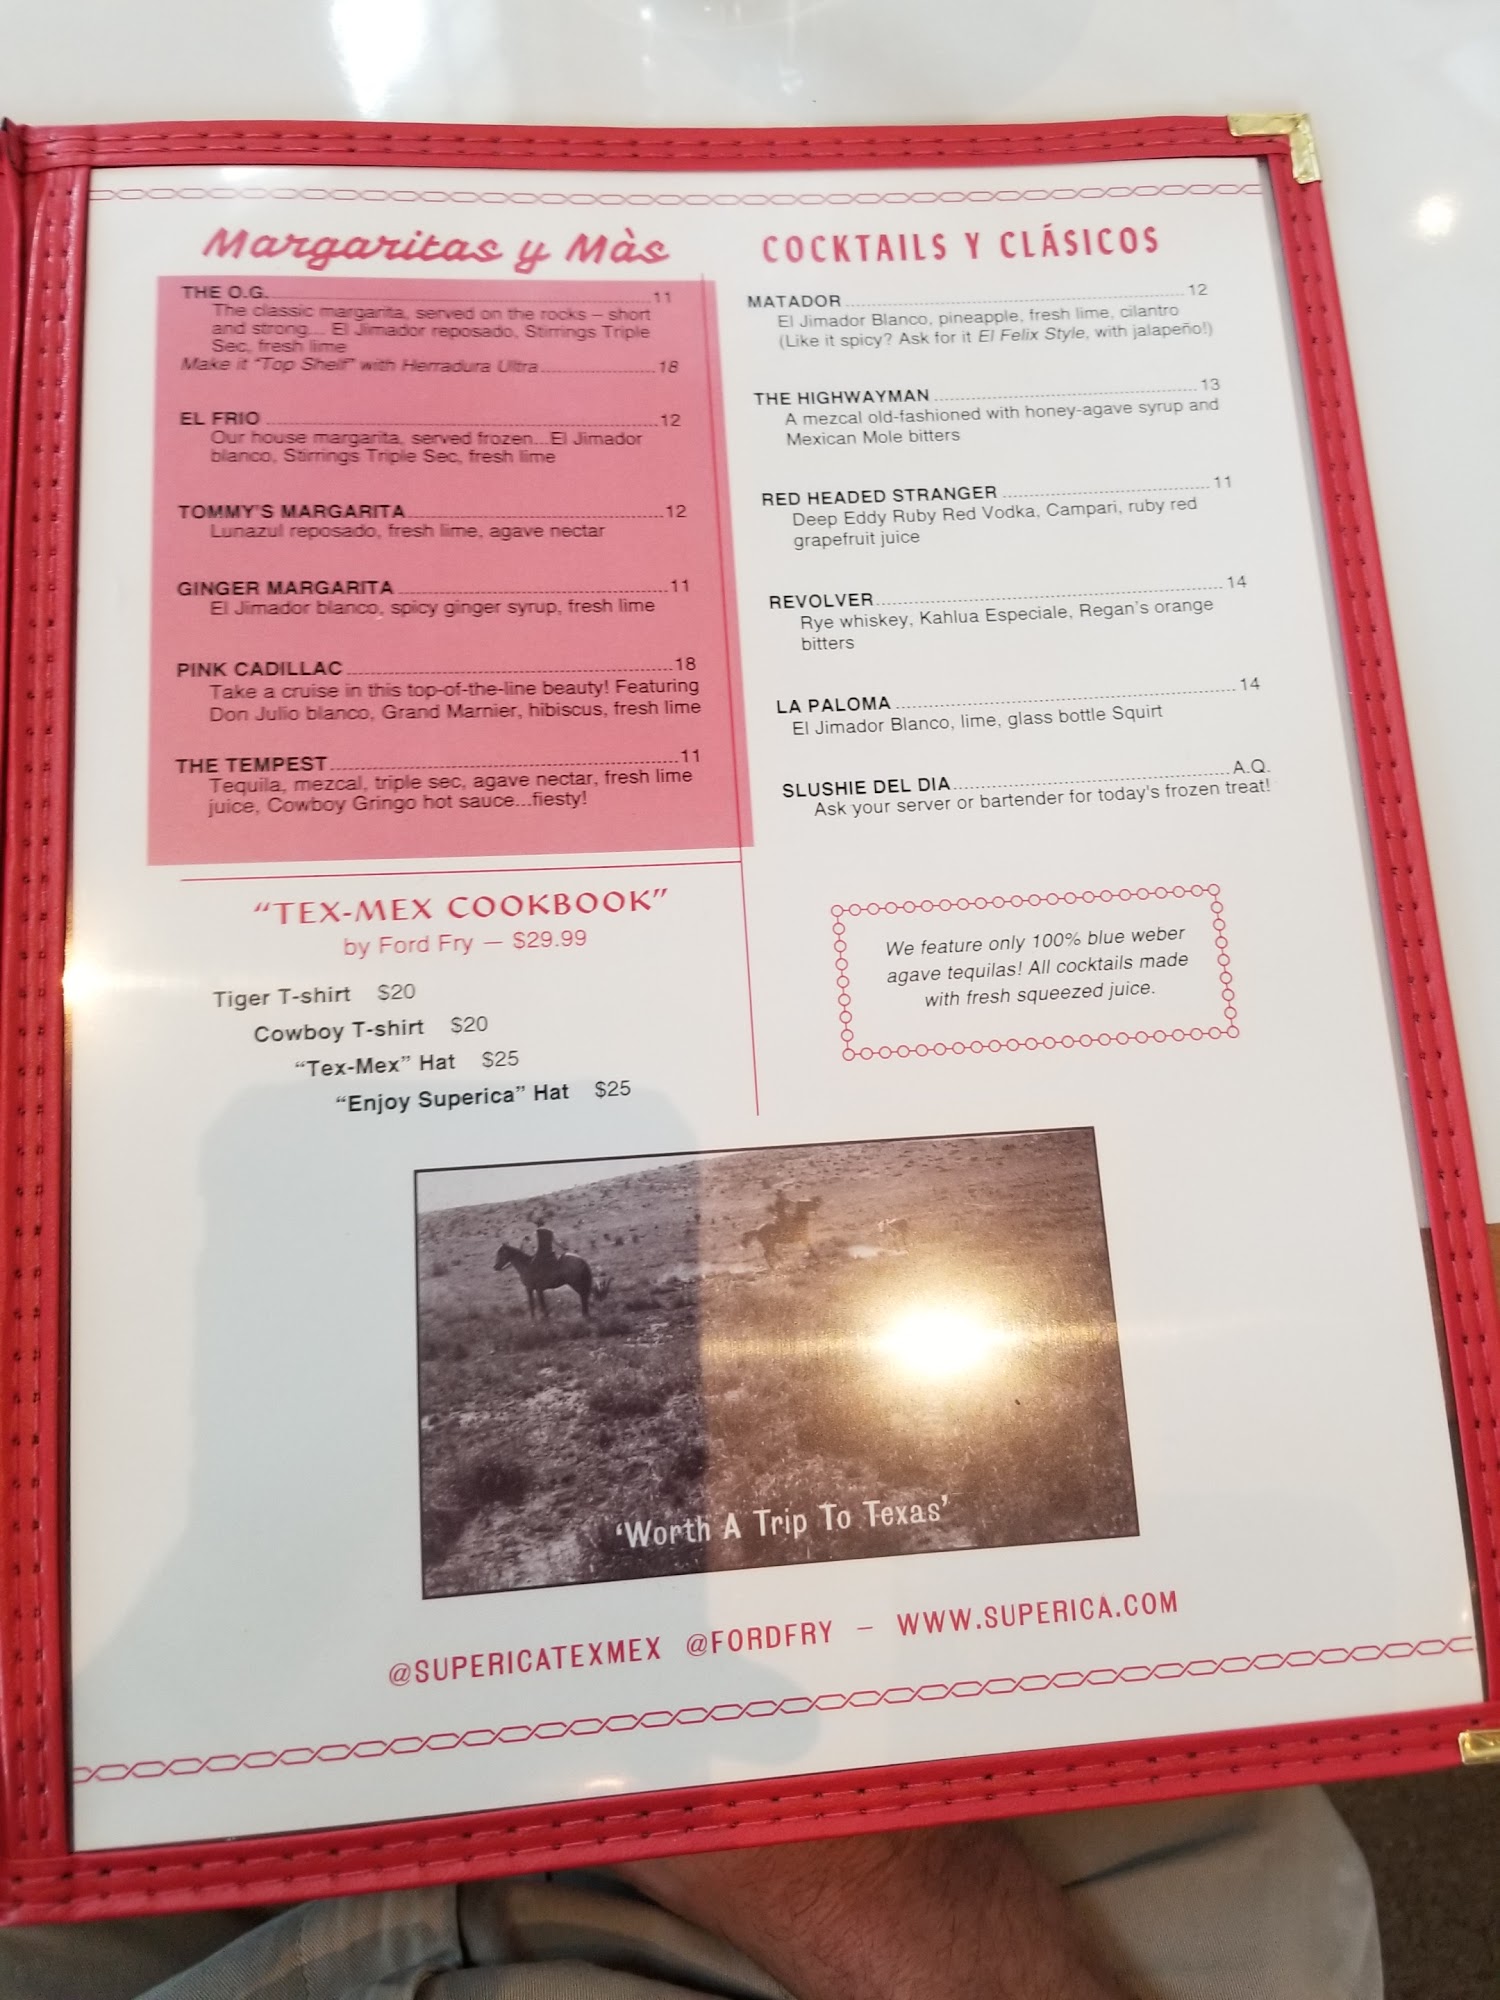 Margaritas y Màs
THE O.G. 11
The classic margarita, served on the rocks – short
and strong... El Jimador reposado, Stirrings Triple
Sec, fresh lime
Make it "Top Shelf" with Herradura Ultra 18
EL FRIO 12
Our house margarita, served frozen...El Jimador
blanco, Stirrings Triple Sec, fresh lime
TOMMY'S MARGARITA 12
Lunazul reposado, fresh lime, agave nectar
GINGER MARGARITA 11
El Jimador blanco, spicy ginger syrup, fresh lime
PINK CADILLAC 18
Take a cruise in this top-of-the-line beauty! Featuring
Don Julio blanco, Grand Marnier, hibiscus, fresh lime
THE TEMPEST 11
Tequila, mezcal, triple sec, agave nectar, fresh lime
juice, Cowboy Gringo hot sauce...fiesty!
"TEX-MEX COOKBOOK"
by Ford Fry — $29.99
Tiger T-shirt $20
Cowboy T-shirt $20
"Tex-Mex" Hat $25
"Enjoy Superica" Hat $25
COCKTAILS Y CLÁSICOS
MATADOR 12
El Jimador Blanco, pineapple, fresh lime, cilantro
(Like it spicy? Ask for it El Felix Style, with jalapeño!)
THE HIGHWAYMAN 13
A mezcal old-fashioned with honey-agave syrup and
Mexican Mole bitters
RED HEADED STRANGER 11
Deep Eddy Ruby Red Vodka, Campari, ruby red
grapefruit juice
REVOLVER 14
Rye whiskey, Kahlua Especiale, Regan's orange
bitters
LA PALOMA 14
El Jimador Blanco, lime, glass bottle Squirt
SLUSHIE DEL DIA A.Q.
Ask your server or bartender for today's frozen treat!
We feature only 100% blue weber
agave tequilas! All cocktails made
with fresh squeezed juice.
'Worth A Trip To Texas'
@SUPERICATEXMEX @FORDFRY – WWW.SUPERICA.COM